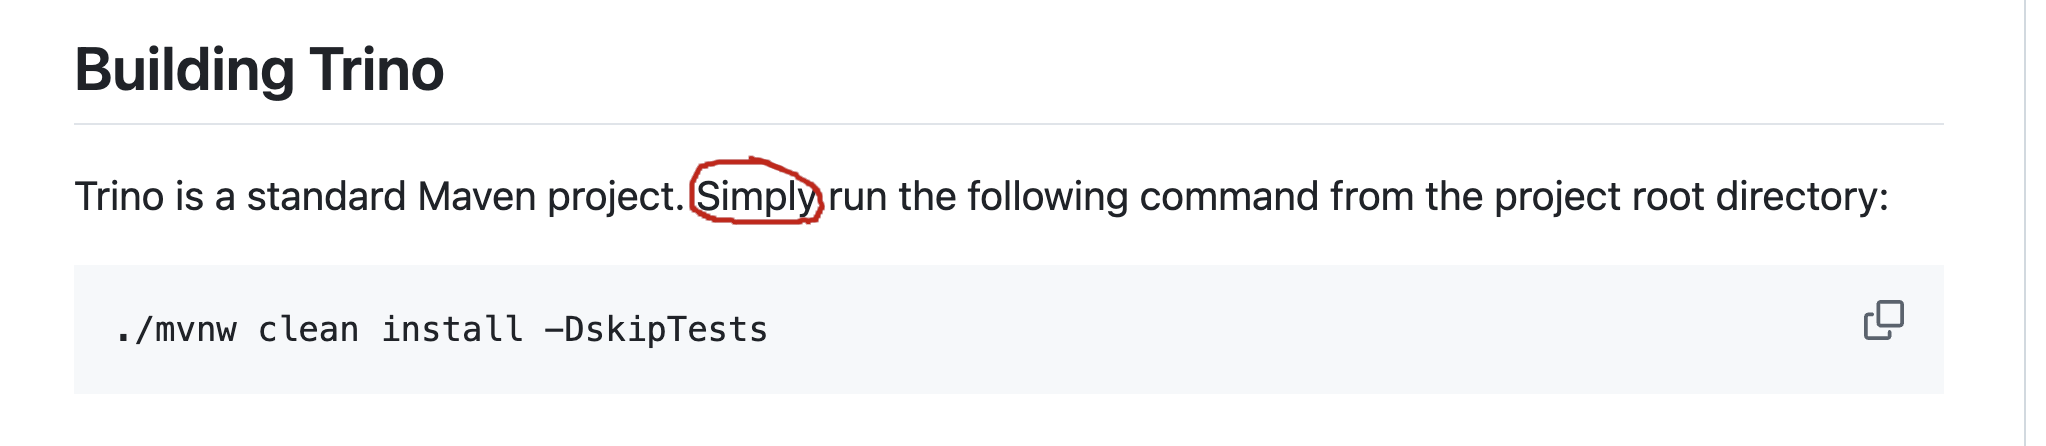 Building Trino
Trino is a standard Maven project. Simply run the following command from the project root directory:
./mvnw clean install -DskipTests